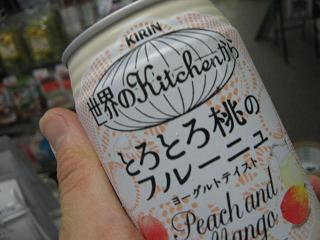 KIRIN
世界のKitchenから
とろとろ桃の
フルーニュ
ヨーグルトテイスト
Peach and
Mango